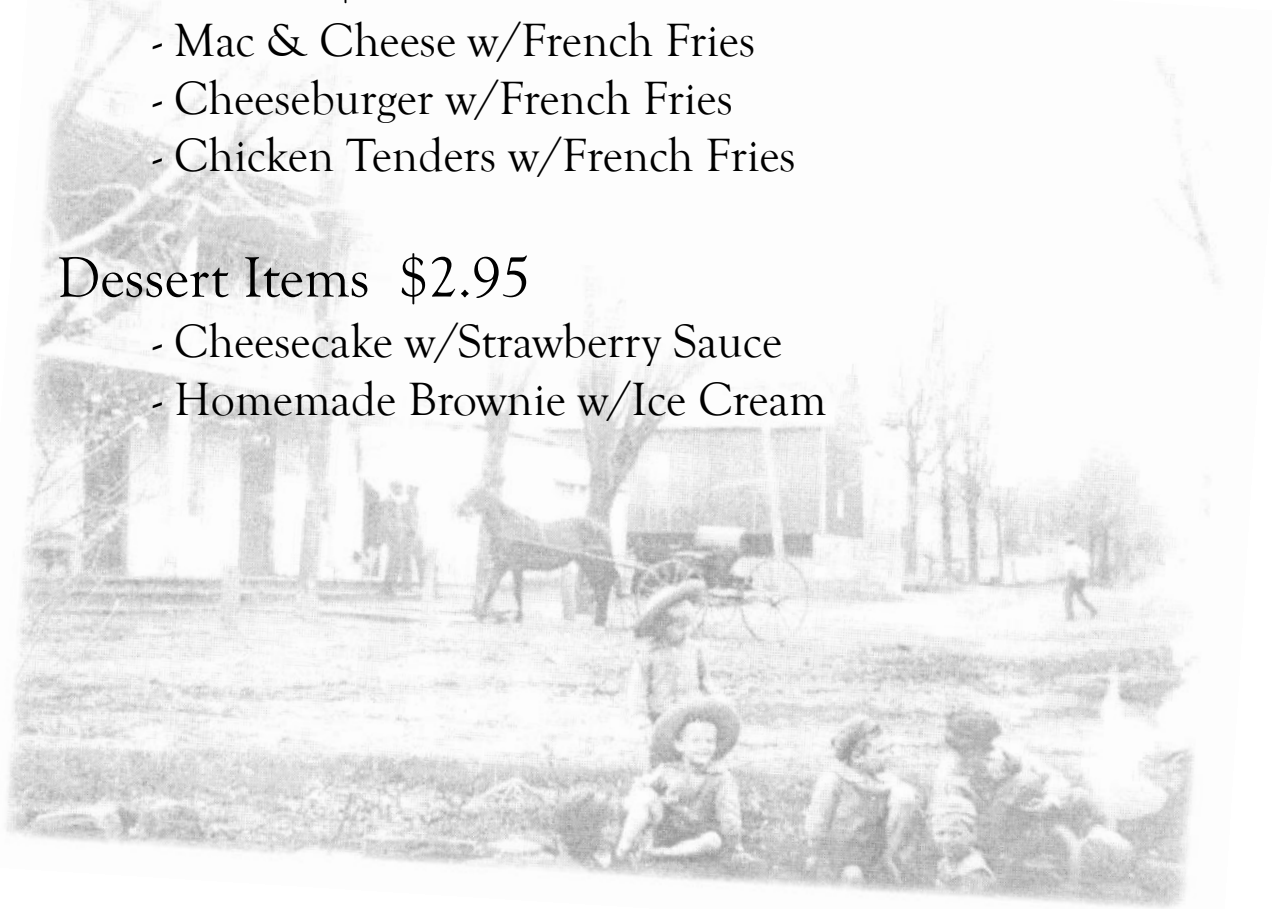 - Mac & Cheese w/French Fries
- Cheeseburger w/French Fries
- Chicken Tenders w/French Fries
Dessert Items $2.95
- Cheesecake w/Strawberry Sauce
- Homemade Brownie w/Ice Cream